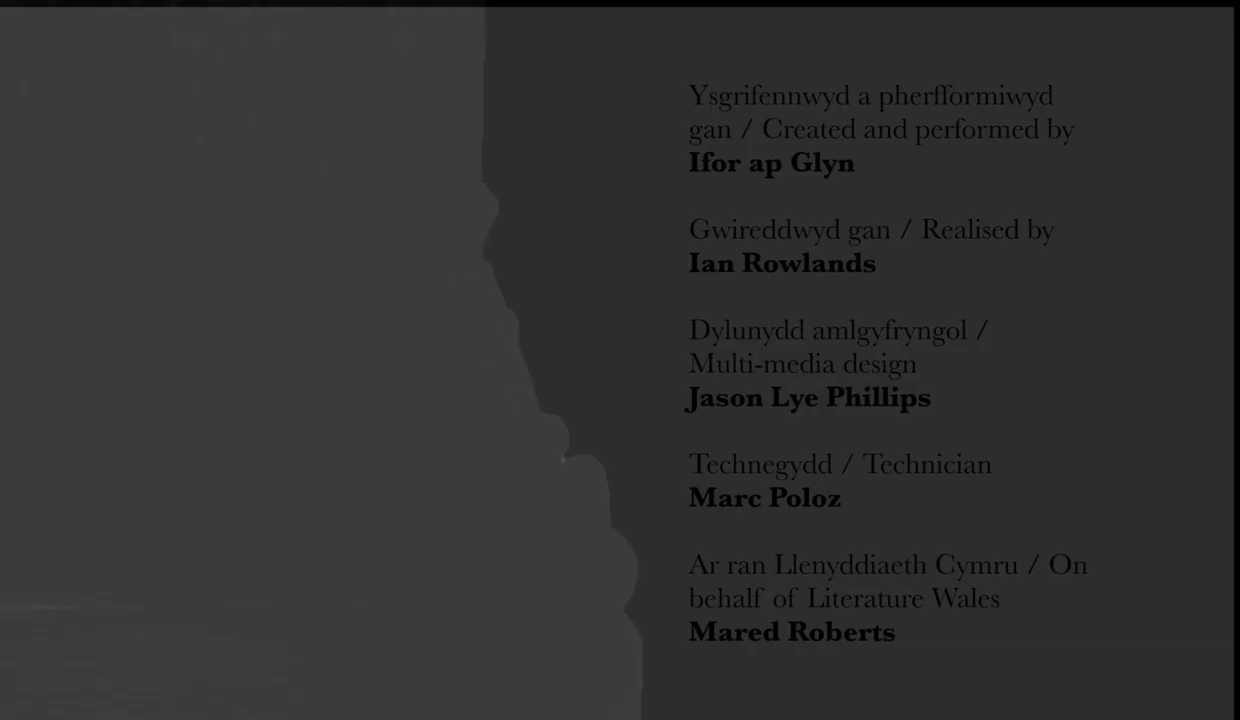 Ysgrifennwyd a pherfformiwyd
gan / Created and performed by
Ifor ap Glyn
Gwireddwyd gan / Realised by
Ian Rowlands
Dylunydd amlgyfryngol /
Multi-media design
Jason Lye Phillips
Technegydd / Technician
Marc Poloz
Ar ran Llenyddiaeth Cymru / On
behalf of Literature Wales
Mared Roberts